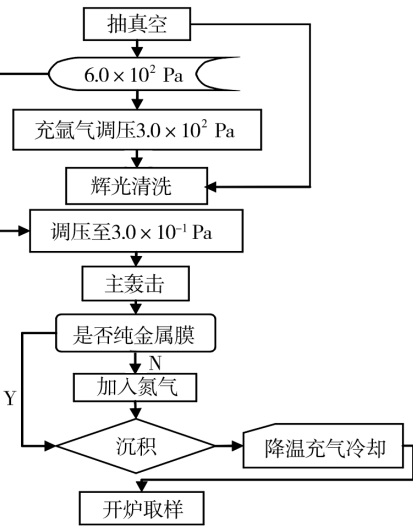 抽真空
6.0×10² Pa
充氩气调压3.0×10² Pa
辉光清洗
调压至3.0×10⁻¹ Pa
主轰击
是否纯金属膜
N
加入氮气
Y
沉积
降温充气冷却
开炉取样